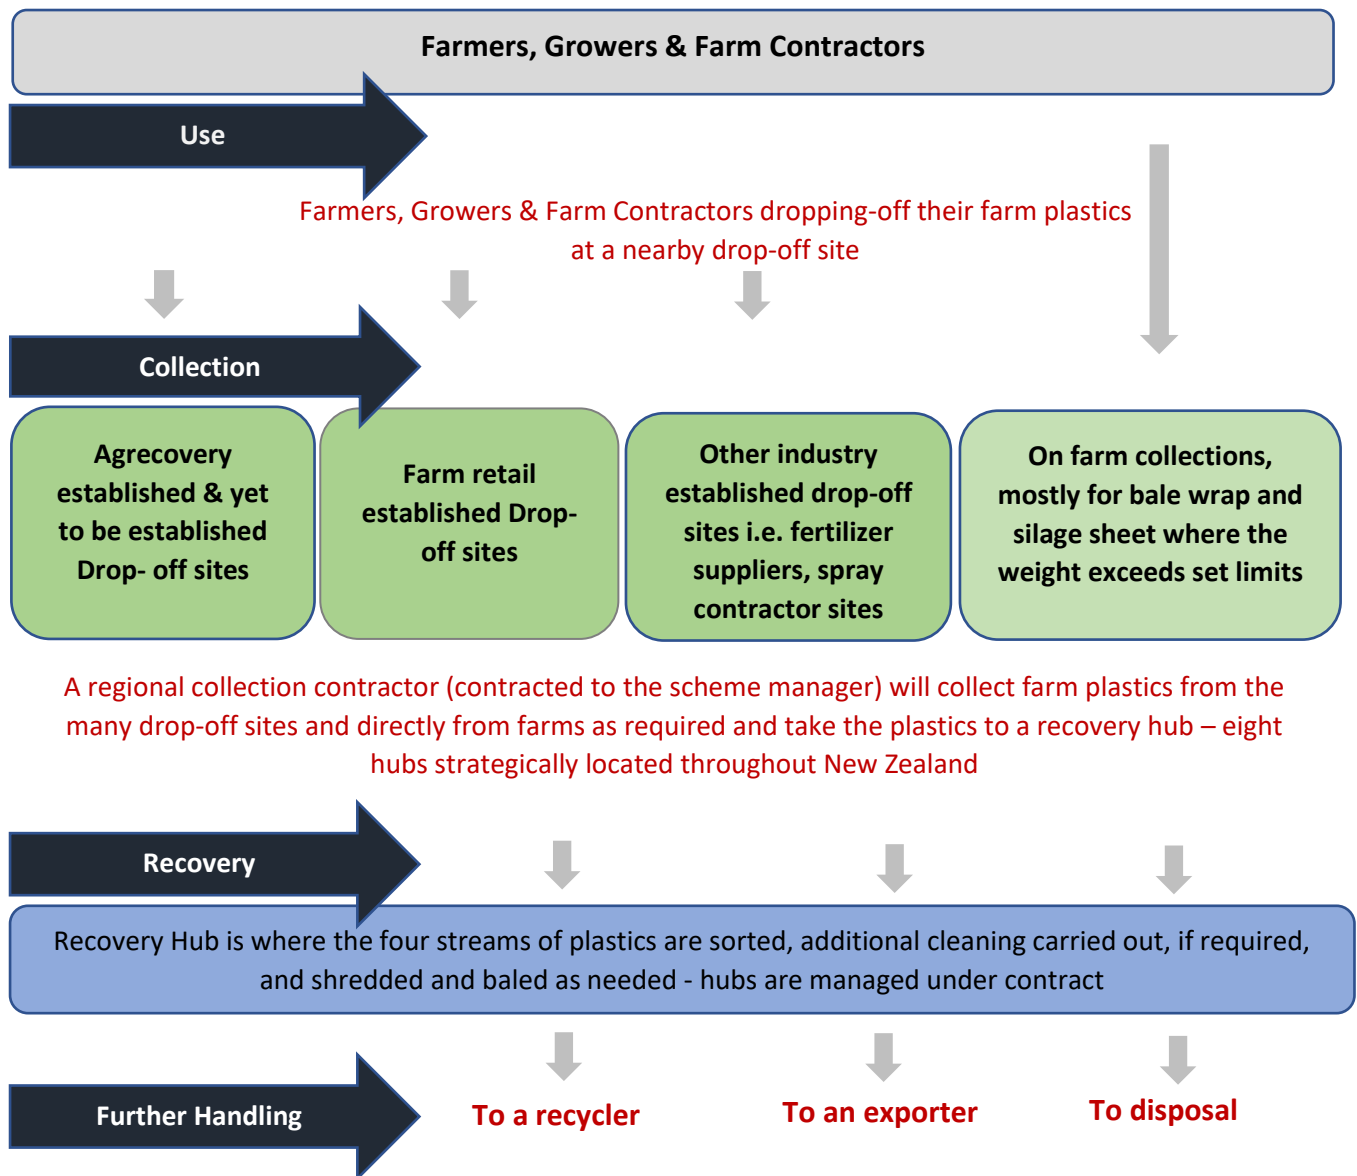 Farmers, Growers & Farm Contractors
Use
Farmers, Growers & Farm Contractors dropping-off their farm plastics
at a nearby drop-off site
Collection
Agrecovery
established & yet
to be established
Drop- off sites
Farm retail
established Drop-
off sites
Other industry
established drop-off
sites i.e. fertilizer
suppliers, spray
contractor sites
On farm collections,
mostly for bale wrap and
silage sheet where the
weight exceeds set limits
A regional collection contractor (contracted to the scheme manager) will collect farm plastics from the
many drop-off sites and directly from farms as required and take the plastics to a recovery hub – eight
hubs strategically located throughout New Zealand
Recovery
Recovery Hub is where the four streams of plastics are sorted, additional cleaning carried out, if required,
and shredded and baled as needed - hubs are managed under contract
Further Handling
To a recycler
To an exporter
To disposal